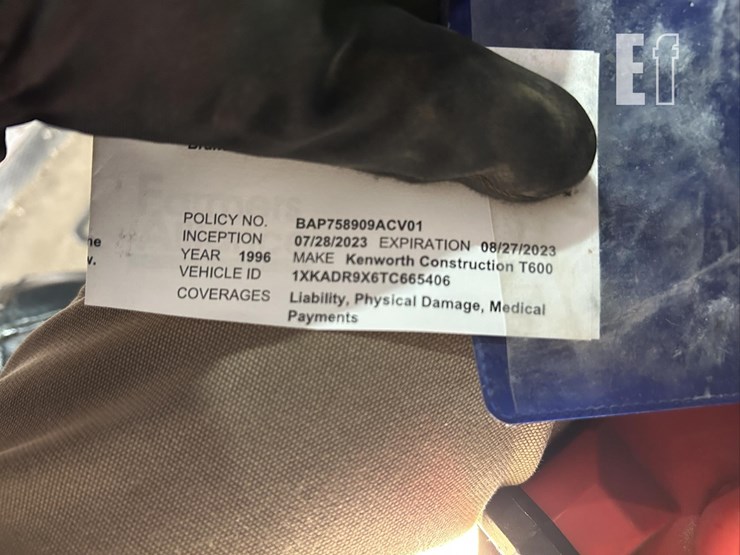 Ef
POLICY NO. BAP758909ACV01
INCEPTION 07/28/2023 EXPIRATION 08/27/2023
YEAR 1996 MAKE Kenworth Construction T600
VEHICLE ID 1XKADR9X6TC665406
COVERAGES Liability, Physical Damage, Medical
Payments